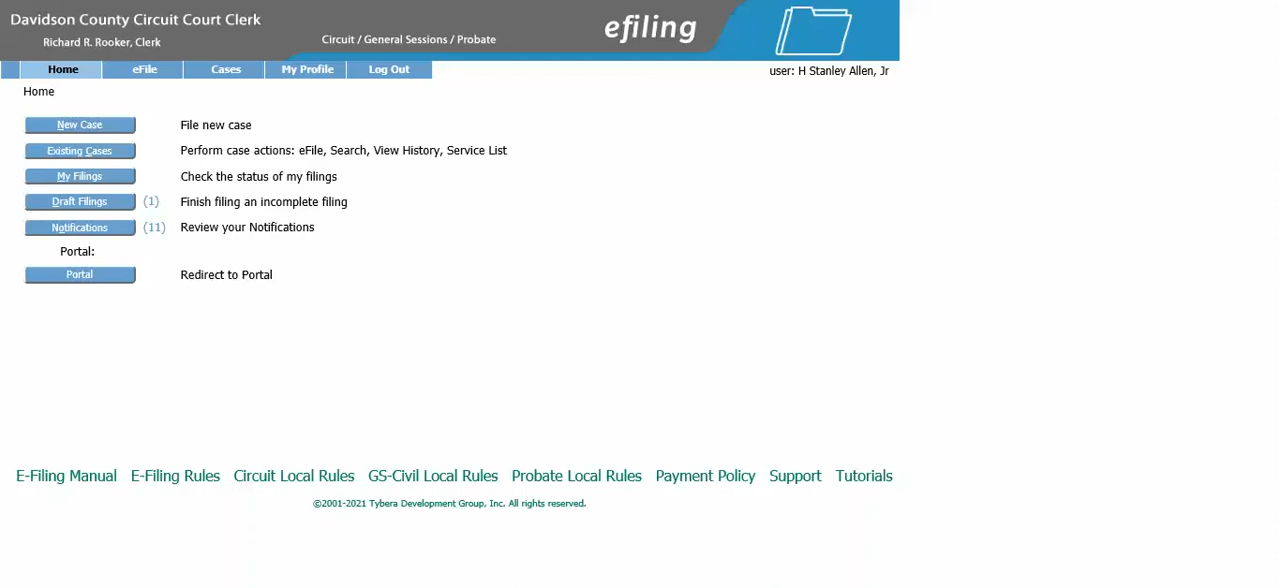 Davidson County Circuit Court Clerk
Richard R. Rooker, Clerk
Circuit / General Sessions / Probate
efiling
Home eFile Cases My Profile Log Out
user: H Stanley Allen, Jr
Home
New Case File new case
Existing Cases Perform case actions: eFile, Search, View History, Service List
My Filings Check the status of my filings
Draft Filings (1) Finish filing an incomplete filing
Notifications (11) Review your Notifications
Portal:
Portal Redirect to Portal
E-Filing Manual E-Filing Rules Circuit Local Rules GS-Civil Local Rules Probate Local Rules Payment Policy Support Tutorials
©2001-2021 Tybera Development Group, Inc. All rights reserved.